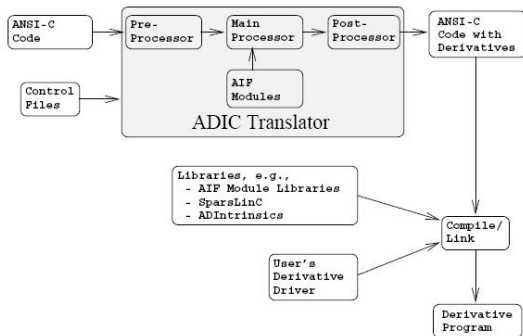 ANSI-C
Code
Pre-
Processor
Main
Processor
Post-
Processor
ANSI-C
Code with
Derivatives
Control
Files
AIF
Modules
ADIC Translator
Libraries, e.g.,
- AIF Module Libraries
- SparsLinC
- ADIntrinsics
Compile/
Link
User's
Derivative
Driver
Derivative
Program